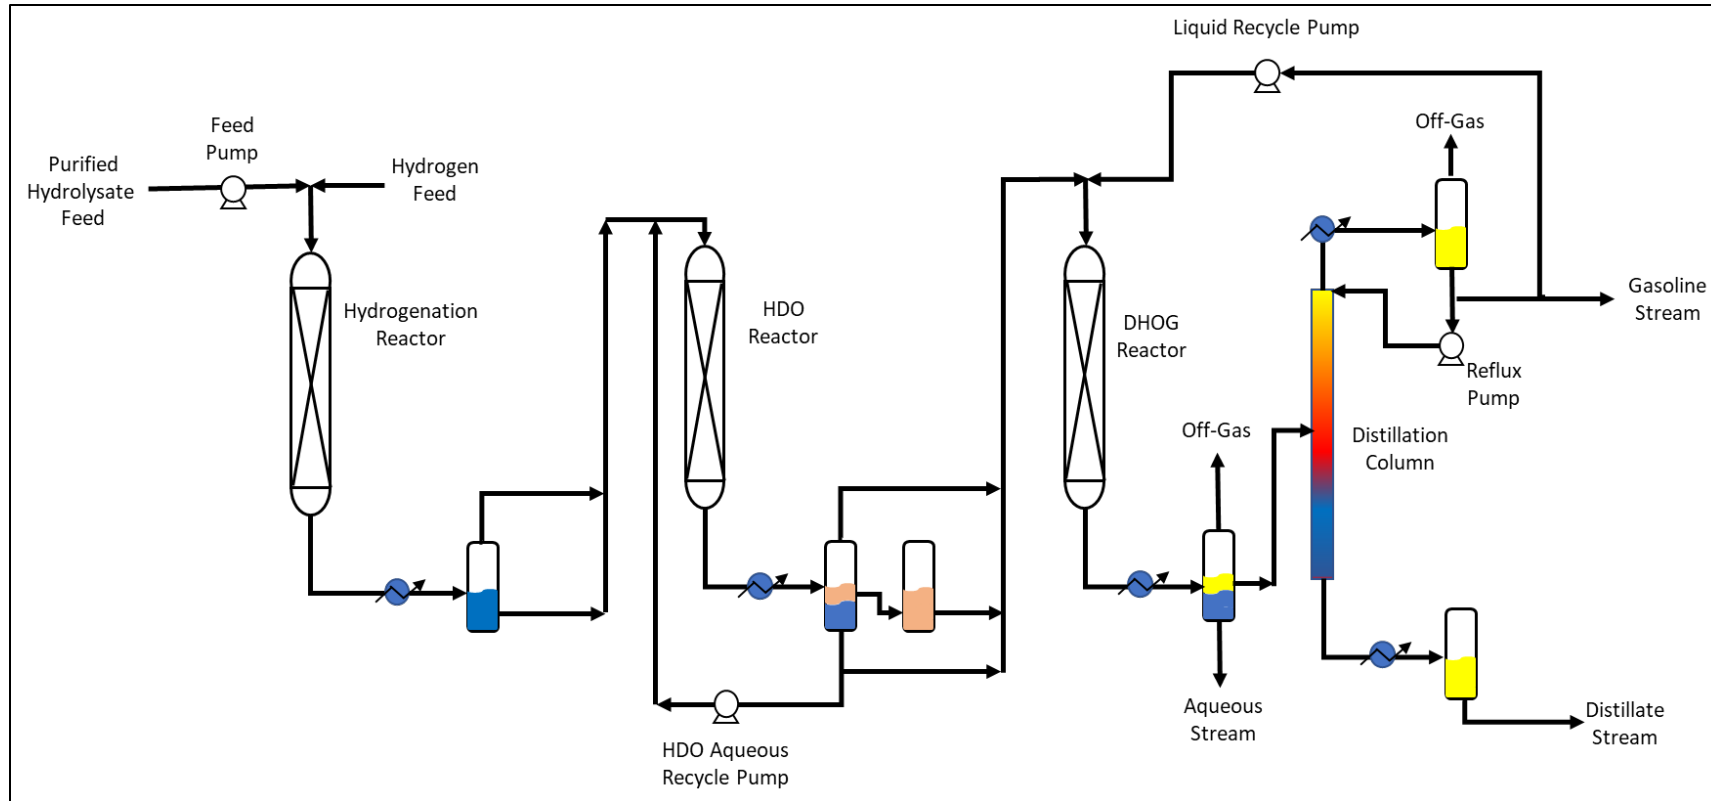 Liquid Recycle Pump
Feed
Pump
Purified
Hydrolysate
Feed
Hydrogen
Feed
Off-Gas
Hydrogenation
Reactor
HDO
Reactor
DHOG
Reactor
Gasoline
Stream
Reflux
Pump
Off-Gas
Distillation
Column
Aqueous
Stream
Distillate
Stream
HDO Aqueous
Recycle Pump